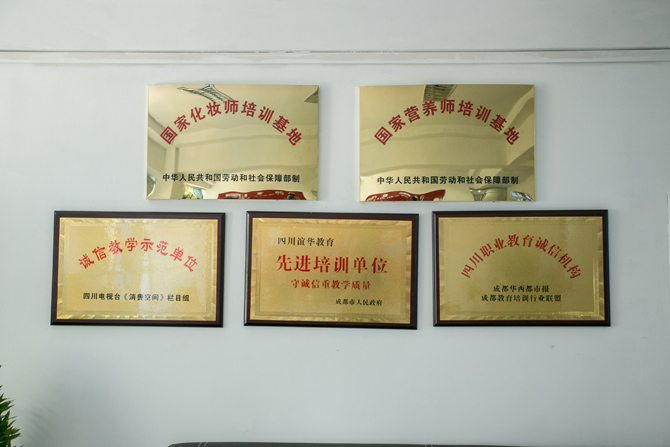 国家化妆师培训基地
中华人民共和国劳动和社会保障部制
国家营养师培训基地
中华人民共和国劳动和社会保障部制
诚信教学示范单位
四川电视台《消费空间》栏目组
四川谊华教育
先进培训单位
守诚信重教学质量
成都市人民政府
四川职业教育诚信机构
成都华西都市报
成都教育培训行业联盟